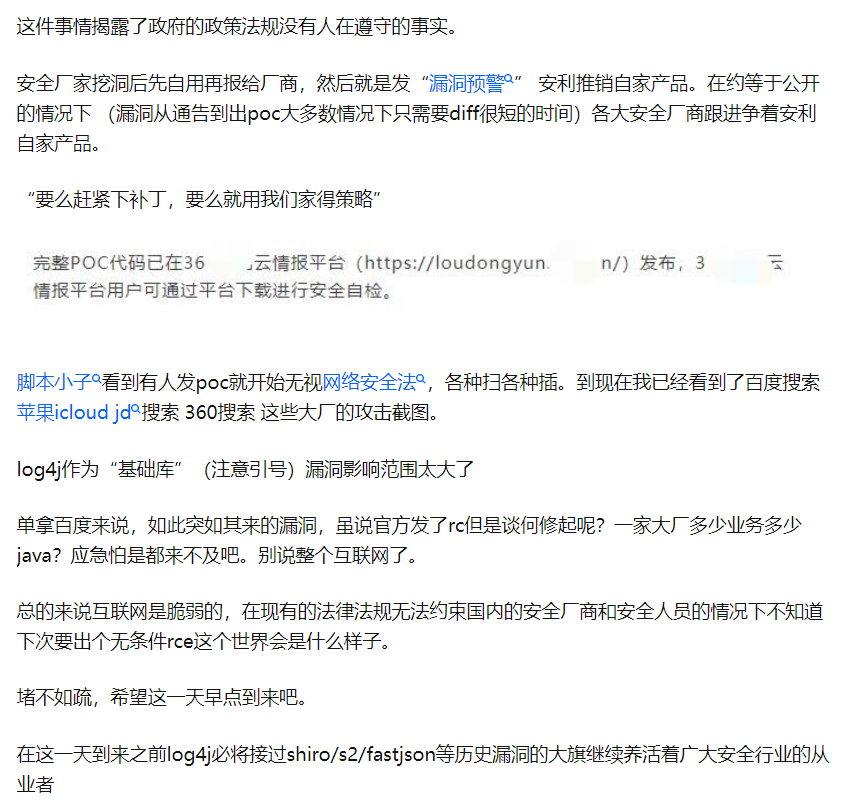 这件事情揭露了政府的政策法规没有人在遵守的事实。
安全厂家挖洞后先自用再报给厂商，然后就是发“漏洞预警” 安利推销自家产品。在约等于公开
的情况下 （漏洞从通告到出poc大多数情况下只需要diff很短的时间）各大安全厂商跟进争着安利
自家产品。
“要么赶紧下补丁，要么就用我们家得策略”
完整POC代码已在36 云情报平台（https://loudongyun. n/）发布，3
情报平台用户可通过平台下载进行安全自检。
脚本小子看到有人发poc就开始无视网络安全法，各种扫各种插。到现在我已经看到了百度搜索
苹果icloud jd搜索 360搜索 这些大厂的攻击截图。
log4j作为“基础库”（注意引号）漏洞影响范围太大了
单拿百度来说，如此突如其来的漏洞，虽说官方发了rc但是谈何修起呢？一家大厂多少业务多少
java？应急怕是都来不及吧。别说整个互联网了。
总的来说互联网是脆弱的，在现有的法律法规无法约束国内的安全厂商和安全人员的情况下不知道
下次要出个无条件rce这个世界会是什么样子。
堵不如疏，希望这一天早点到来吧。
在这一天到来之前log4j必将接过shiro/s2/fastjson等历史漏洞的大旗继续养活着广大安全行业的从
业者